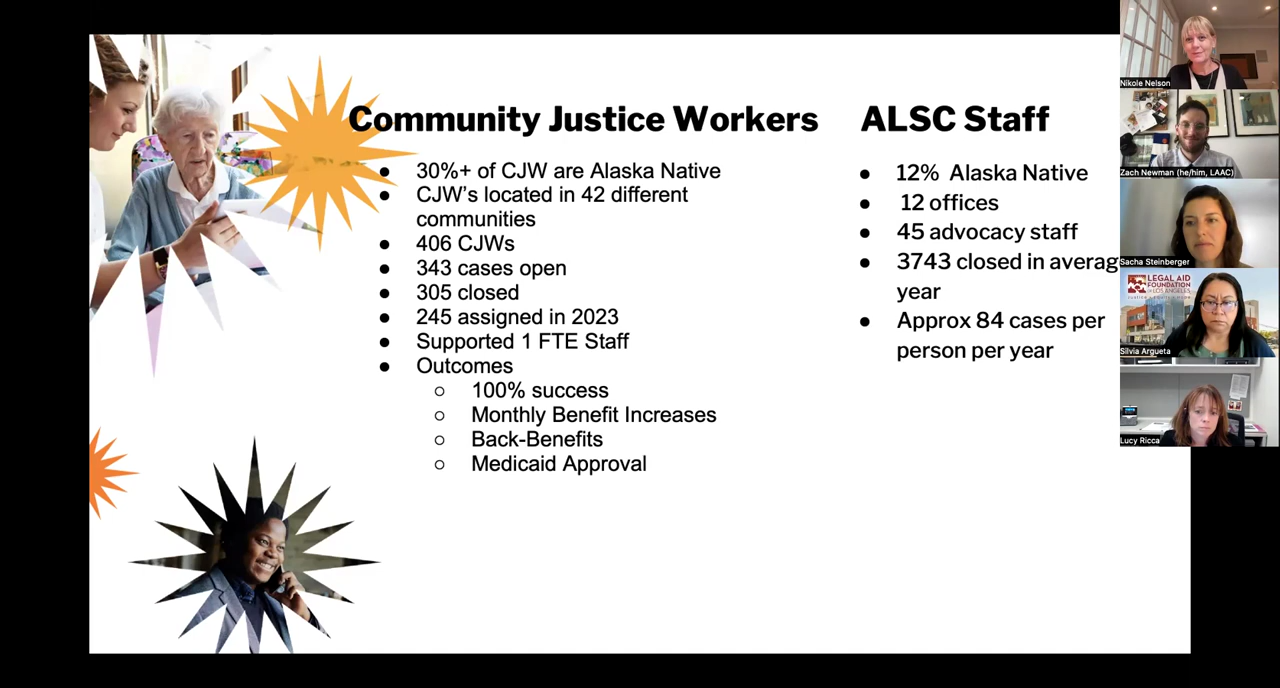 Community Justice Workers
30%+ of CJW are Alaska Native
CJW's located in 42 different
communities
406 CJWs
343 cases open
305 closed
245 assigned in 2023
Supported 1 FTE Staff
Outcomes
100% success
Monthly Benefit Increases
Back-Benefits
Medicaid Approval
ALSC Staff
12% Alaska Native
12 offices
45 advocacy staff
3743 closed in averag
year
Approx 84 cases per
person per year
Nikole Nelson
Zach Newman (he/him, LAAC)
Sacha Steinberger
LEGAL AID
FOUNDATION
OF LOS ANGELES
Silvia Argueta
Lucy Ricca